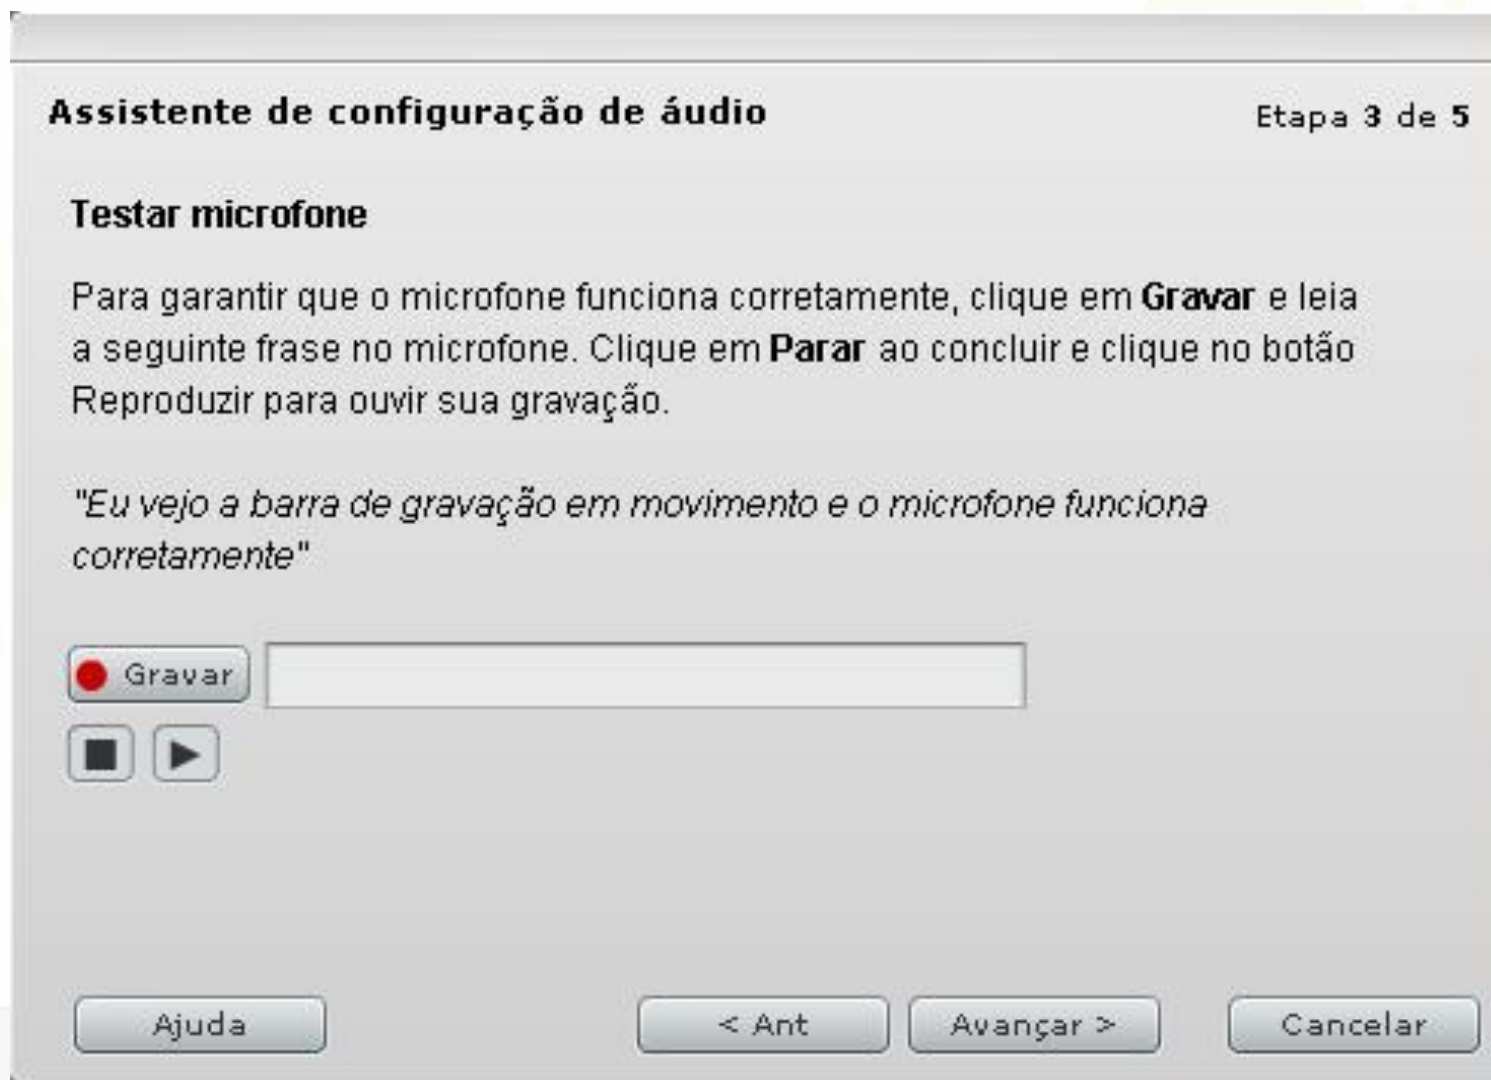 Assistente de configuração de áudio
Etapa 3 de 5
Testar microfone
Para garantir que o microfone funciona corretamente, clique em Gravar e leia
a seguinte frase no microfone. Clique em Parar ao concluir e clique no botão
Reproduzir para ouvir sua gravação.
"Eu vejo a barra de gravação em movimento e o microfone funciona
corretamente"
Gravar
Ajuda
< Ant
Avançar >
Cancelar